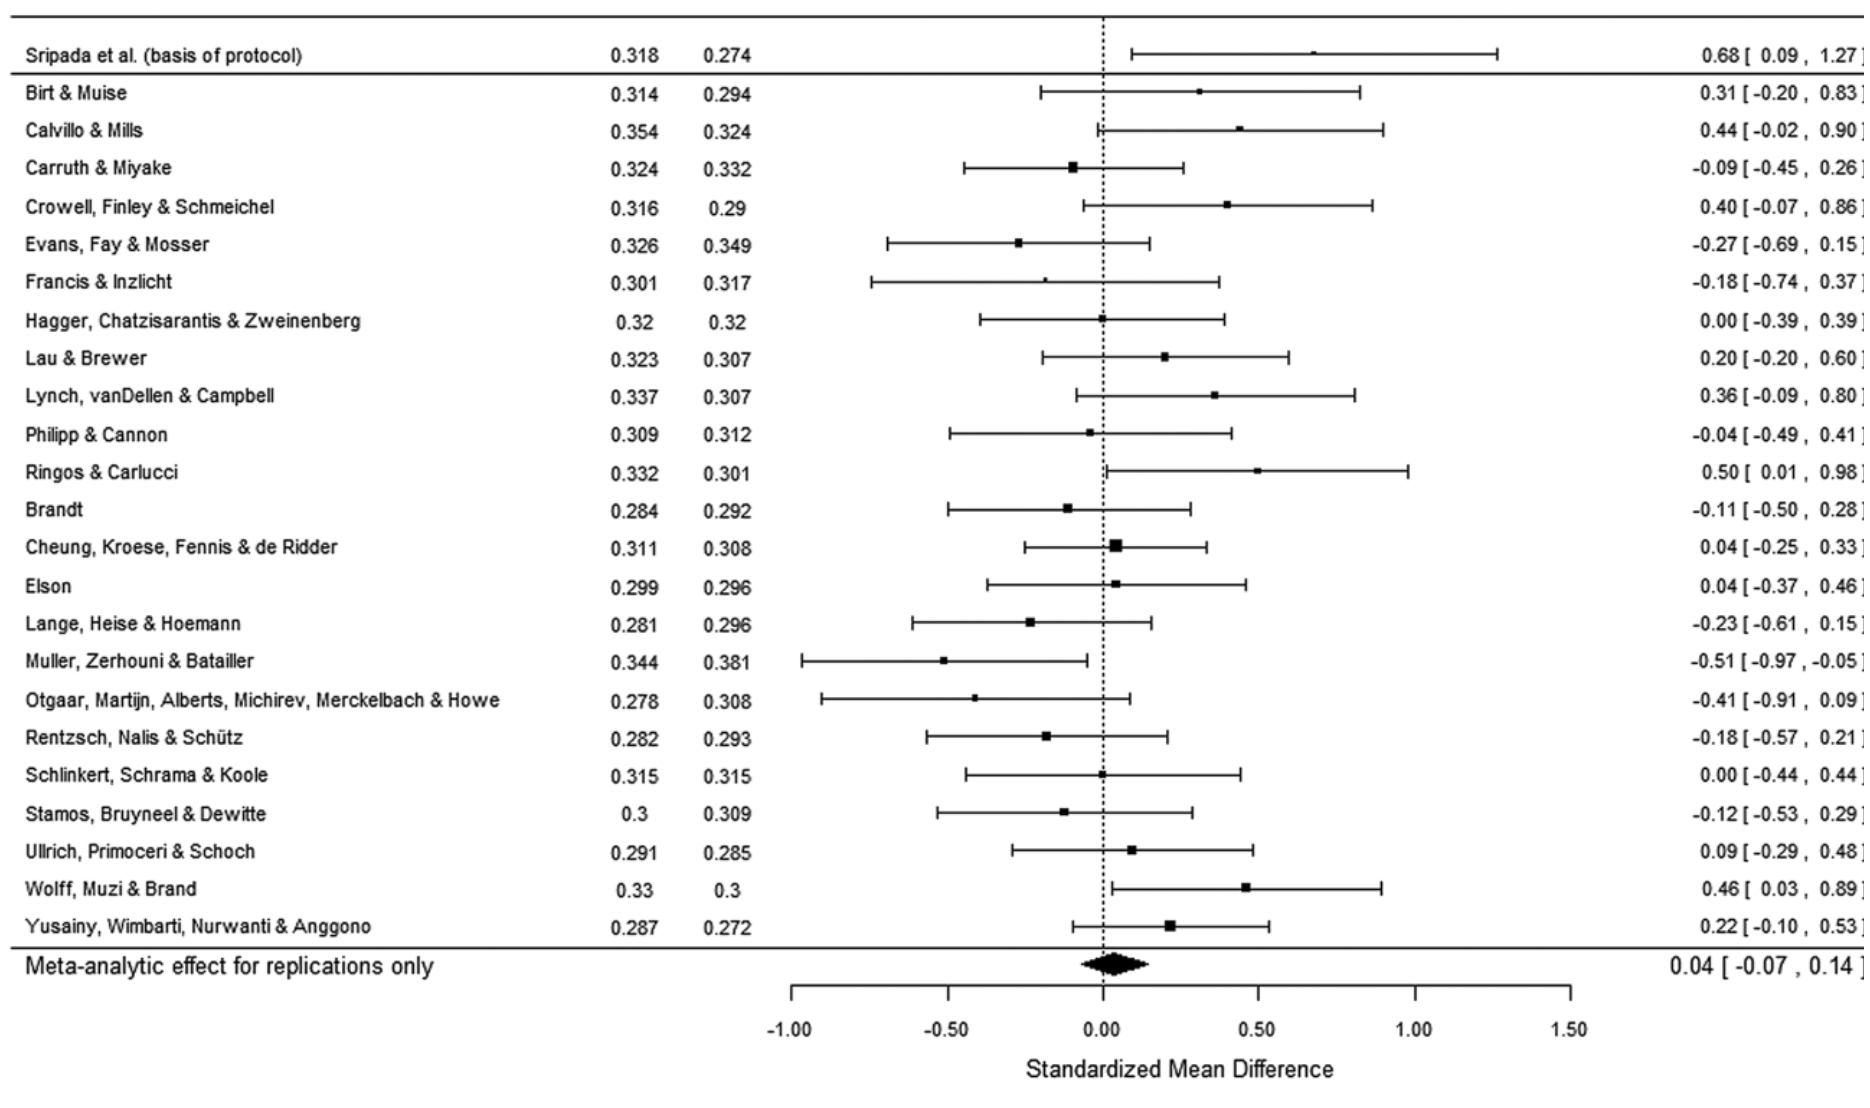 Sripada et al. (basis of protocol) 0.318 0.274 0.68 [ 0.09 , 1.27 ]
Birt & Muise 0.314 0.294 0.31 [ -0.20 , 0.83 ]
Calvillo & Mills 0.354 0.324 0.44 [ -0.02 , 0.90 ]
Carruth & Miyake 0.324 0.332 -0.09 [ -0.45 , 0.26 ]
Crowell, Finley & Schmeichel 0.316 0.29 0.40 [ -0.07 , 0.86 ]
Evans, Fay & Mosser 0.326 0.349 -0.27 [ -0.69 , 0.15 ]
Francis & Inzlicht 0.301 0.317 -0.18 [ -0.74 , 0.37 ]
Hagger, Chatzisarantis & Zweinenberg 0.32 0.32 0.00 [ -0.39 , 0.39 ]
Lau & Brewer 0.323 0.307 0.20 [ -0.20 , 0.60 ]
Lynch, vanDellen & Campbell 0.337 0.307 0.36 [ -0.09 , 0.80 ]
Philipp & Cannon 0.309 0.312 -0.04 [ -0.49 , 0.41 ]
Ringos & Carlucci 0.332 0.301 0.50 [ 0.01 , 0.98 ]
Brandt 0.284 0.292 -0.11 [ -0.50 , 0.28 ]
Cheung, Kroese, Fennis & de Ridder 0.311 0.308 0.04 [ -0.25 , 0.33 ]
Elson 0.299 0.296 0.04 [ -0.37 , 0.46 ]
Lange, Heise & Hoemann 0.281 0.296 -0.23 [ -0.61 , 0.15 ]
Muller, Zerhouni & Batailler 0.344 0.381 -0.51 [ -0.97 , -0.05 ]
Otgaar, Martijn, Alberts, Michirev, Merckelbach & Howe 0.278 0.308 -0.41 [ -0.91 , 0.09 ]
Rentzsch, Nalis & Schütz 0.282 0.293 -0.18 [ -0.57 , 0.21 ]
Schlinkert, Schrama & Koole 0.315 0.315 0.00 [ -0.44 , 0.44 ]
Stamos, Bruyneel & Dewitte 0.3 0.309 -0.12 [ -0.53 , 0.29 ]
Ullrich, Primoceri & Schoch 0.291 0.285 0.09 [ -0.29 , 0.48 ]
Wolff, Muzi & Brand 0.33 0.3 0.46 [ 0.03 , 0.89 ]
Yusainy, Wimbarti, Nurwanti & Anggono 0.287 0.272 0.22 [ -0.10 , 0.53 ]
Meta-analytic effect for replications only 0.04 [ -0.07 , 0.14 ]
-1.00 -0.50 0.00 0.50 1.00 1.50
Standardized Mean Difference